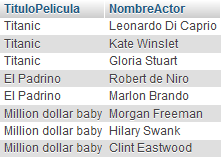 TituloPelicula NombreActor
Titanic Leonardo Di Caprio
Titanic Kate Winslet
Titanic Gloria Stuart
El Padrino Robert de Niro
El Padrino Marlon Brando
Million dollar baby Morgan Freeman
Million dollar baby Hilary Swank
Million dollar baby Clint Eastwood